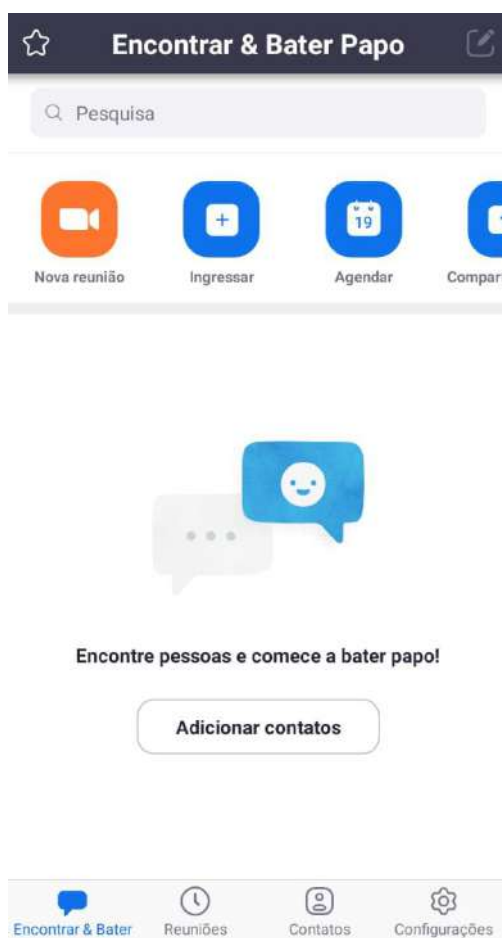 Encontrar & Bater Papo
Pesquisa
19
Nova reunião
Ingressar
Agendar
Compar
Encontre pessoas e comece a bater papo!
Adicionar contatos
Encontrar & Bater
Reuniões
Contatos
Configurações